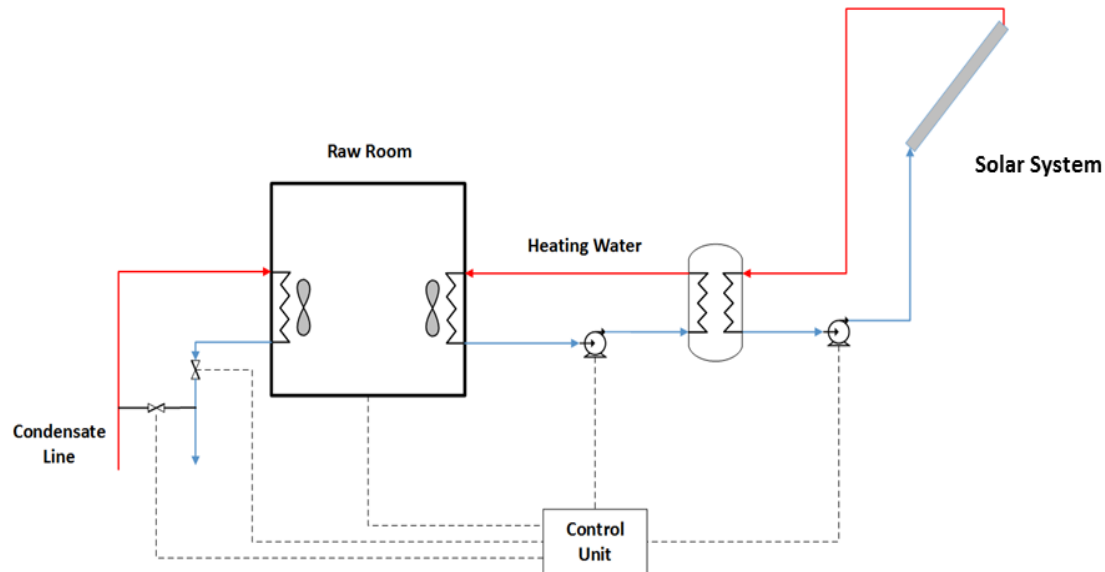 Solar System
Raw Room
Heating Water
Condensate
Line
Control
Unit